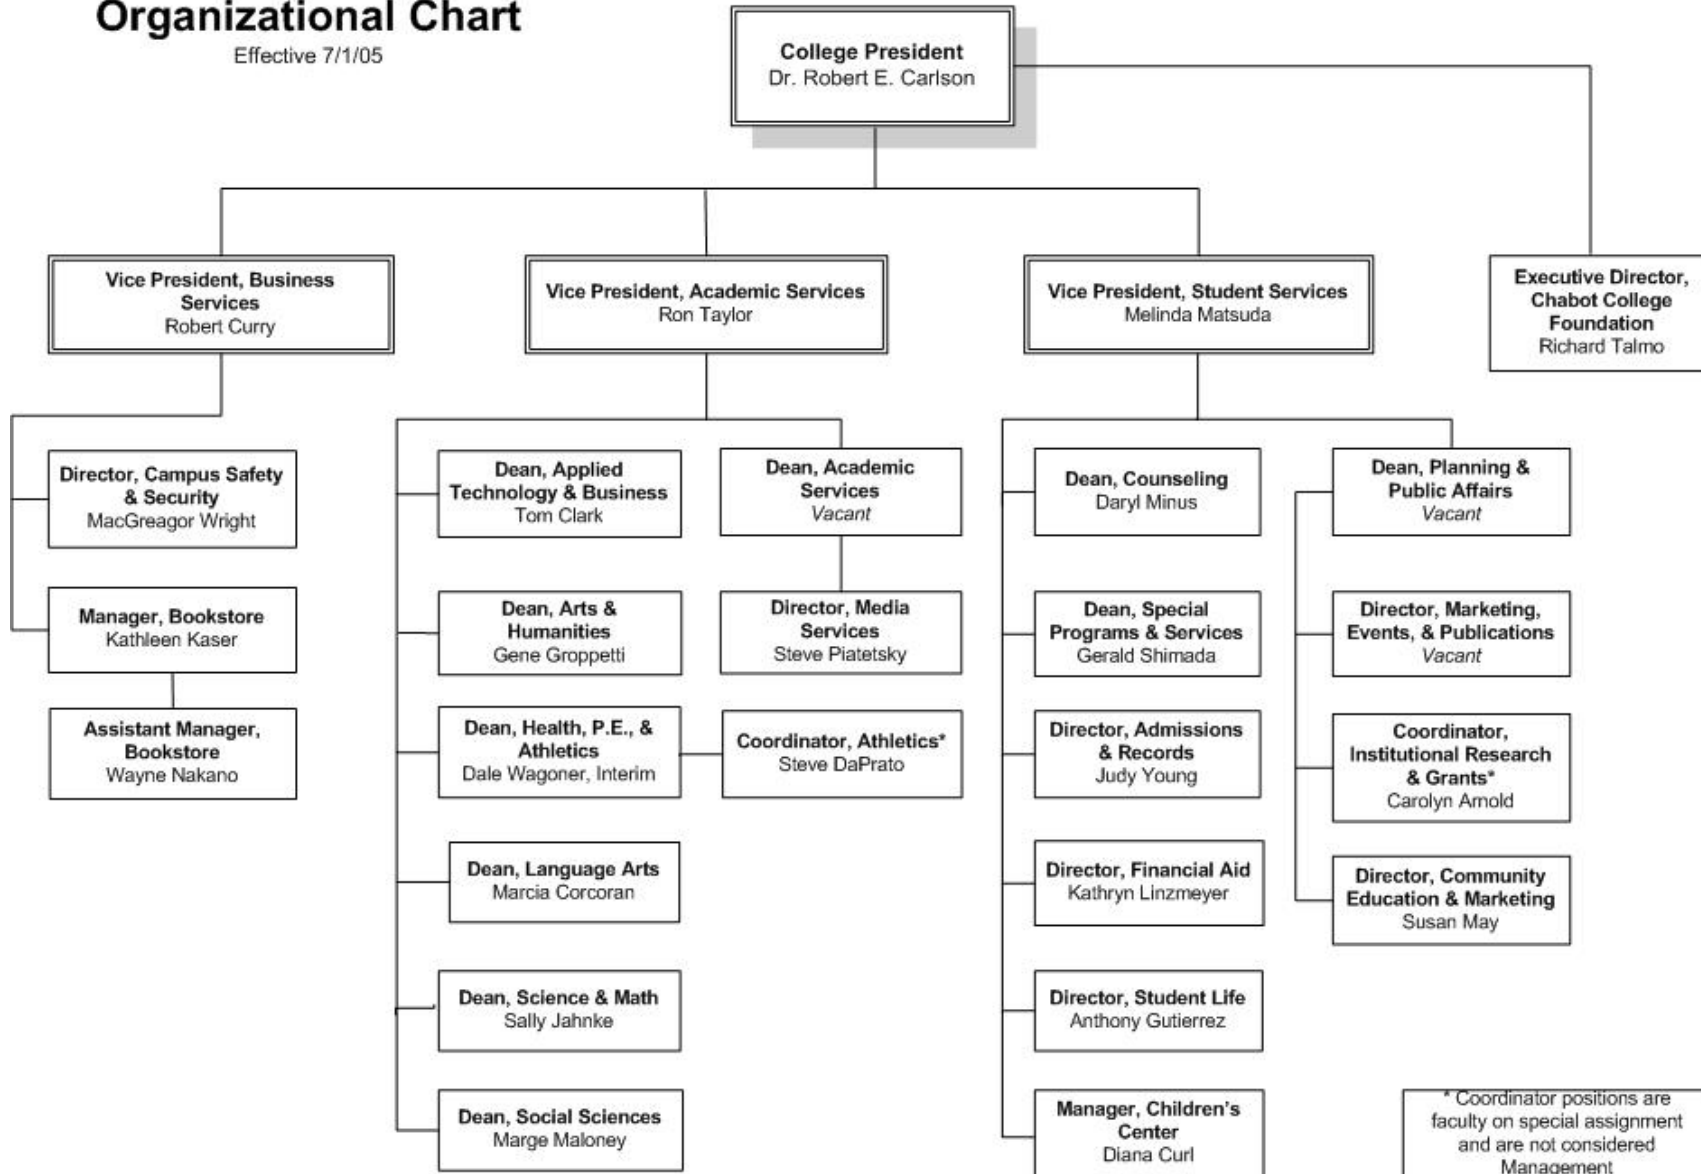 Organizational Chart
Effective 7/1/05
College President
Dr. Robert E. Carlson
Vice President, Business
Services
Robert Curry
Vice President, Academic Services
Ron Taylor
Vice President, Student Services
Melinda Matsuda
Executive Director,
Chabot College
Foundation
Richard Talmo
Director, Campus Safety
& Security
MacGreagor Wright
Manager, Bookstore
Kathleen Kaser
Assistant Manager,
Bookstore
Wayne Nakano
Dean, Applied
Technology & Business
Tom Clark
Dean, Arts &
Humanities
Gene Groppetti
Dean, Health, P.E., &
Athletics
Dale Wagoner, Interim
Dean, Language Arts
Marcia Corcoran
Dean, Science & Math
Sally Jahnke
Dean, Social Sciences
Marge Maloney
Dean, Academic
Services
Vacant
Director, Media
Services
Steve Piatetsky
Coordinator, Athletics*
Steve DaPrato
Dean, Counseling
Daryl Minus
Dean, Special
Programs & Services
Gerald Shimada
Director, Admissions
& Records
Judy Young
Director, Financial Aid
Kathryn Linzmeyer
Director, Student Life
Anthony Gutierrez
Manager, Children's
Center
Diana Curl
Dean, Planning &
Public Affairs
Vacant
Director, Marketing,
Events, & Publications
Vacant
Coordinator,
Institutional Research
& Grants*
Carolyn Arnold
Director, Community
Education & Marketing
Susan May
* Coordinator positions are
faculty on special assignment
and are not considered
Management